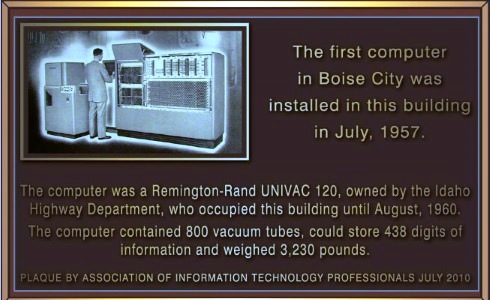 The first computer
in Boise City was
installed in this building
in July, 1957.
The computer was a Remington-Rand UNIVAC 120, owned by the Idaho
Highway Department, who occupied this building until August, 1960.
The computer contained 800 vacuum tubes, could store 438 digits of
information and weighed 3,230 pounds.
PLAQUE BY ASSOCIATION OF INFORMATION TECHNOLOGY PROFESSIONALS JULY 2010